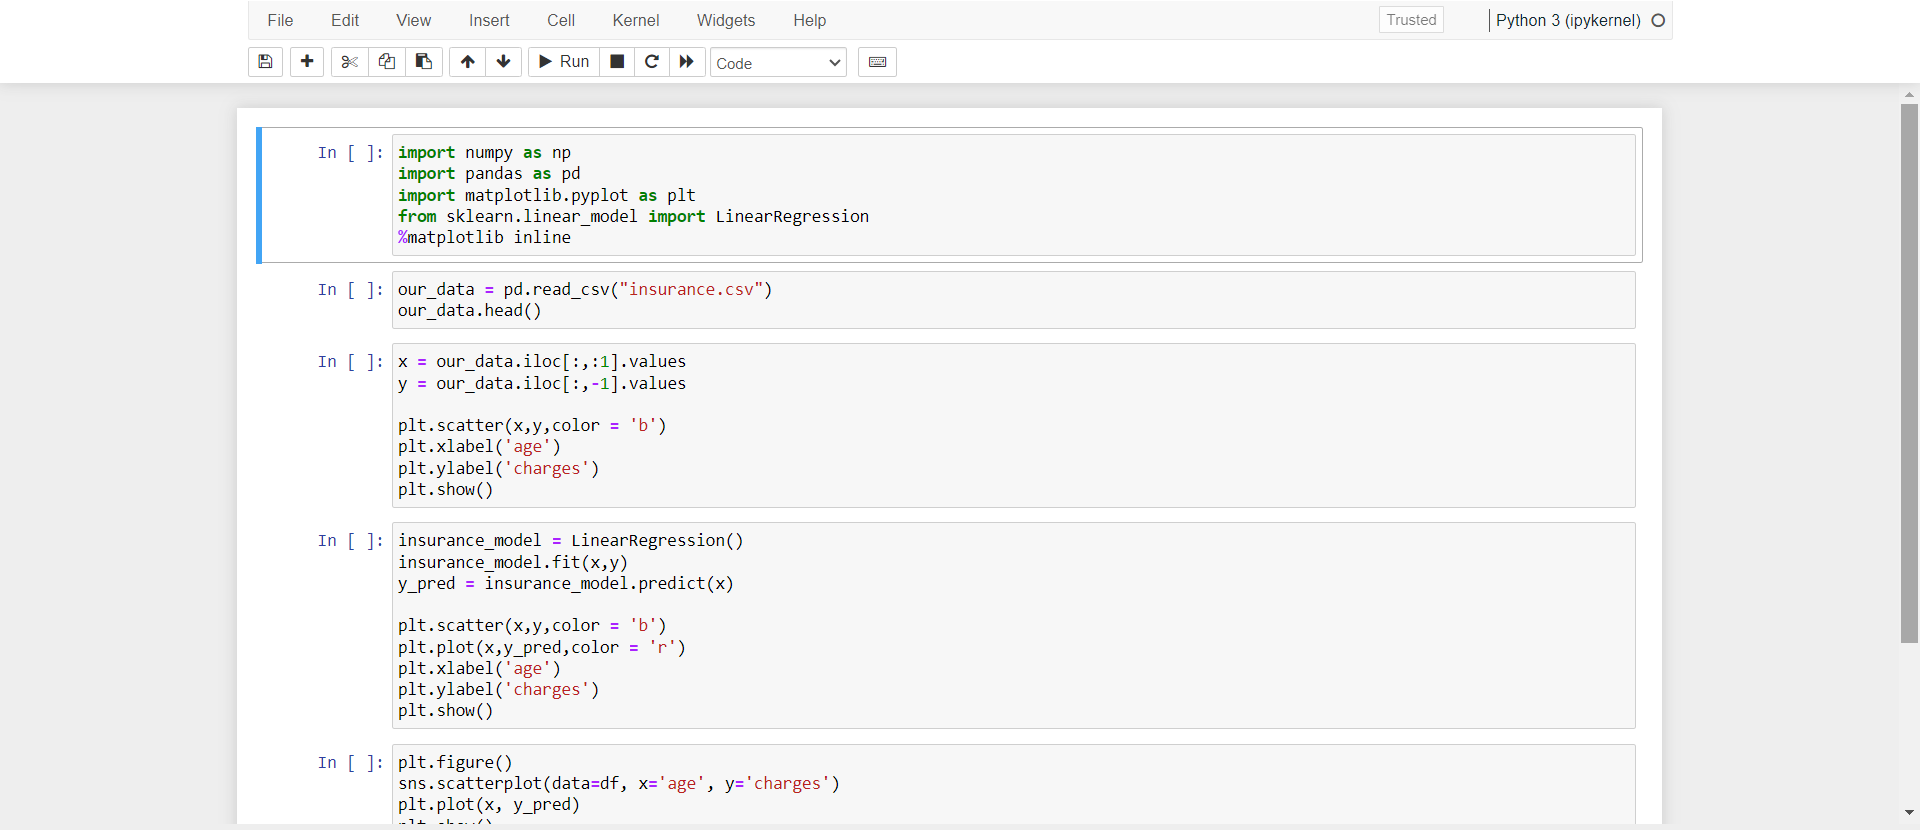 File Edit View Insert Cell Kernel Widgets Help Trusted Python 3 (ipykernel)
Run Code
In [ ]: import numpy as np
import pandas as pd
import matplotlib.pyplot as plt
from sklearn.linear_model import LinearRegression
%matplotlib inline
In [ ]: our_data = pd.read_csv("insurance.csv")
our_data.head()
In [ ]: x = our_data.iloc[:,:1].values
y = our_data.iloc[:,-1].values
plt.scatter(x,y,color = 'b')
plt.xlabel('age')
plt.ylabel('charges')
plt.show()
In [ ]: insurance_model = LinearRegression()
insurance_model.fit(x,y)
y_pred = insurance_model.predict(x)
plt.scatter(x,y,color = 'b')
plt.plot(x,y_pred,color = 'r')
plt.xlabel('age')
plt.ylabel('charges')
plt.show()
In [ ]: plt.figure()
sns.scatterplot(data=df, x='age', y='charges')
plt.plot(x, y_pred)
plt.show()